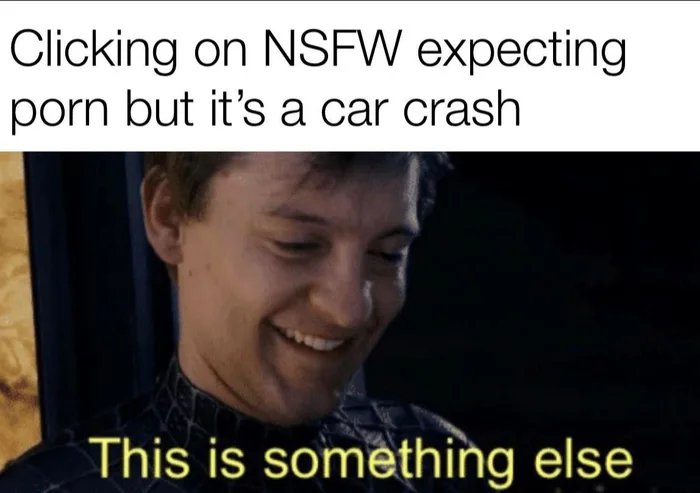 Clicking on NSFW expecting
porn but it’s a car crash
This is something else